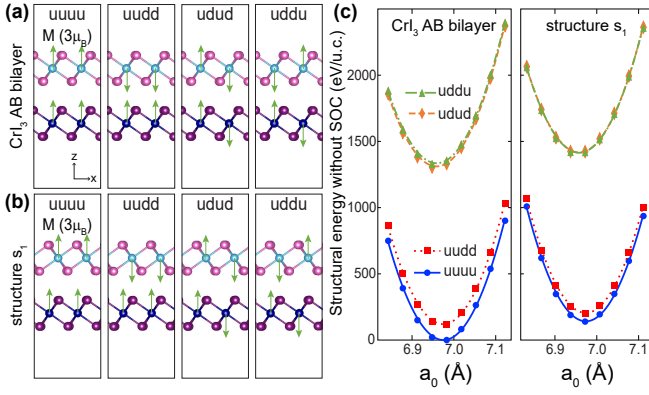 (a)
CrI₃ AB bilayer
uuuu
M (3μ_B)
uudd
udud
uddu
z
x
(b)
structure s₁
uuuu
M (3μ_B)
uudd
udud
uddu
(c)
CrI₃ AB bilayer
structure s₁
Structural energy without SOC (eV/u.c.)
2000
1500
1000
500
0
uddu
udud
uudd
uuuu
6.9
7.0
7.1
6.9
7.0
7.1
a₀ (Å)
a₀ (Å)